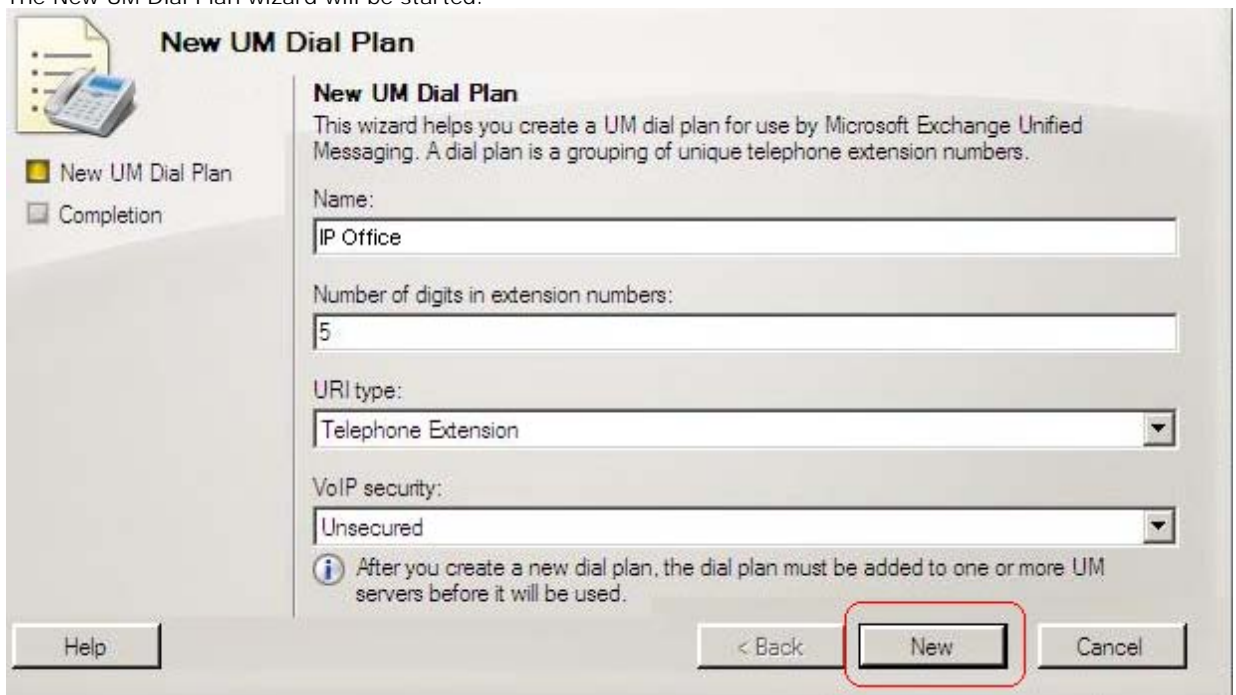 The New UM Dial Plan wizard will be started.
New UM Dial Plan
New UM Dial Plan
Completion
New UM Dial Plan
This wizard helps you create a UM dial plan for use by Microsoft Exchange Unified
Messaging. A dial plan is a grouping of unique telephone extension numbers.
Name:
IP Office
Number of digits in extension numbers:
5
URI type:
Telephone Extension
VoIP security:
Unsecured
After you create a new dial plan, the dial plan must be added to one or more UM
servers before it will be used.
Help
< Back
New
Cancel